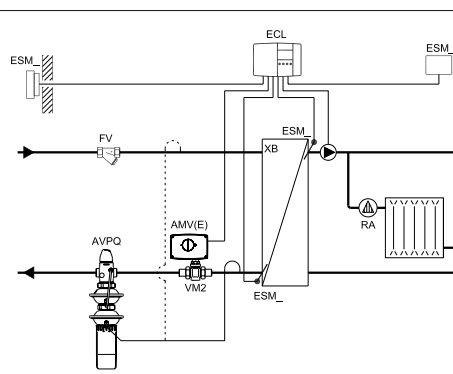 ECL
ESM_
ESM_
FV
ESM_
XB
AMV(E)
RA
AVPQ
VM2
ESM_